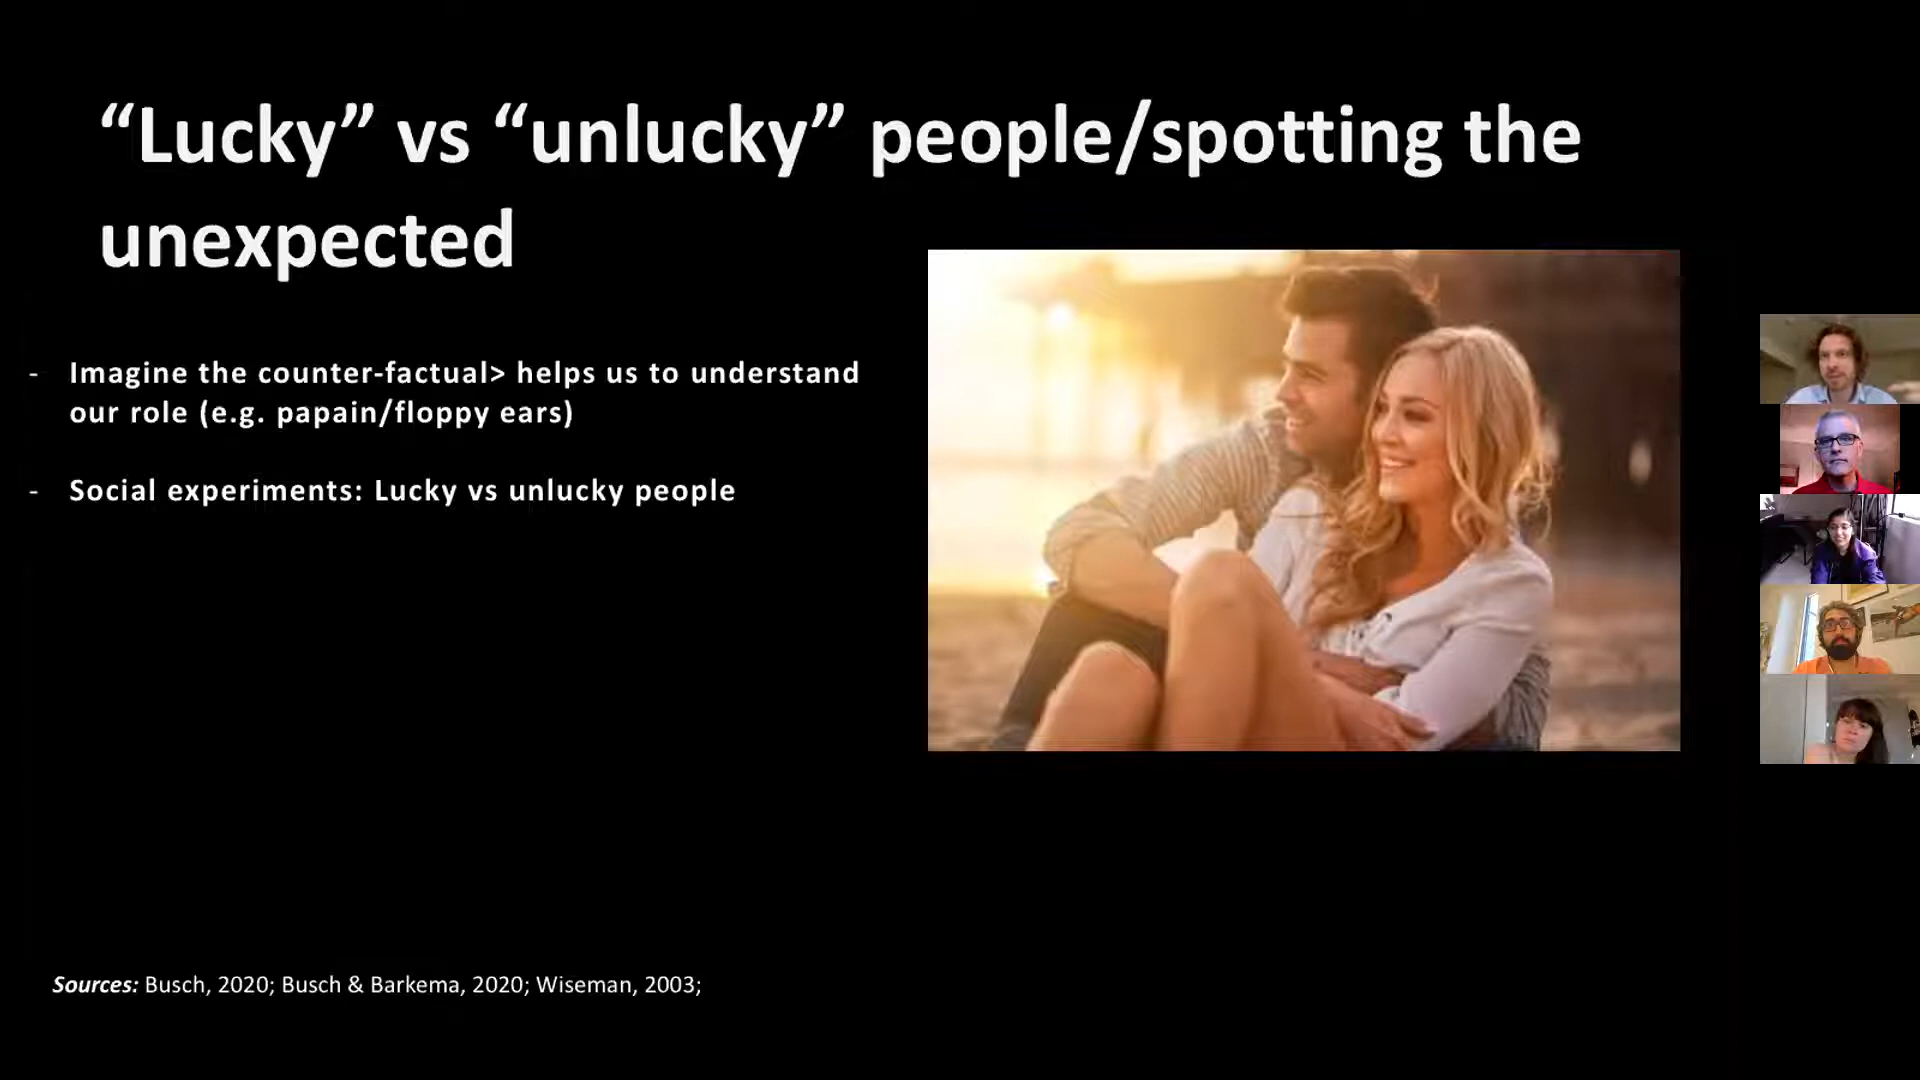 “Lucky” vs “unlucky” people/spotting the
unexpected
- Imagine the counter-factual> helps us to understand
our role (e.g. papain/floppy ears)
- Social experiments: Lucky vs unlucky people
Sources: Busch, 2020; Busch & Barkema, 2020; Wiseman, 2003;